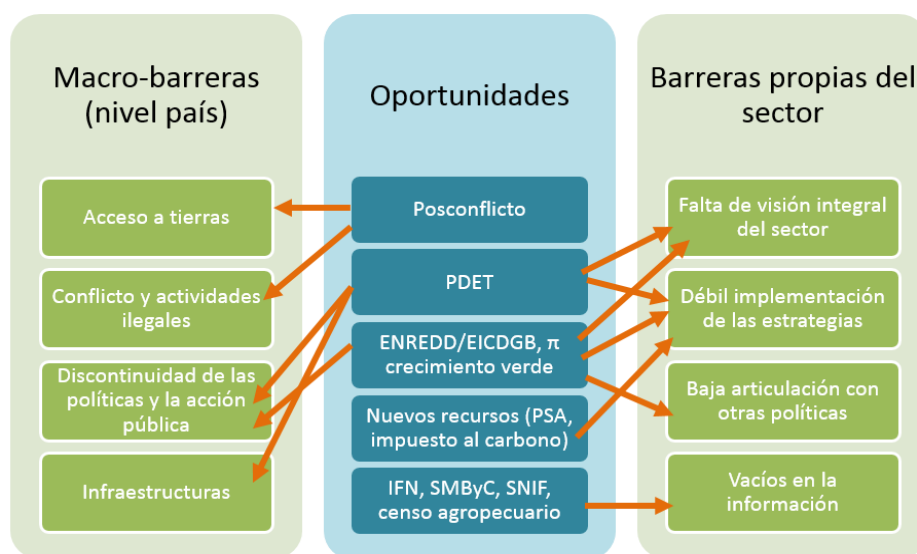 Macro-barreras
(nivel país)
Acceso a tierras
Conflicto y actividades
ilegales
Discontinuidad de las
políticas y la acción
pública
Infraestructuras
Oportunidades
Posconflicto
PDET
ENREDD/EICDGB, π
crecimiento verde
Nuevos recursos (PSA,
impuesto al carbono)
IFN, SMByC, SNIF,
censo agropecuario
Barreras propias del
sector
Falta de visión integral
del sector
Débil implementación
de las estrategias
Baja articulación con
otras políticas
Vacíos en la
información